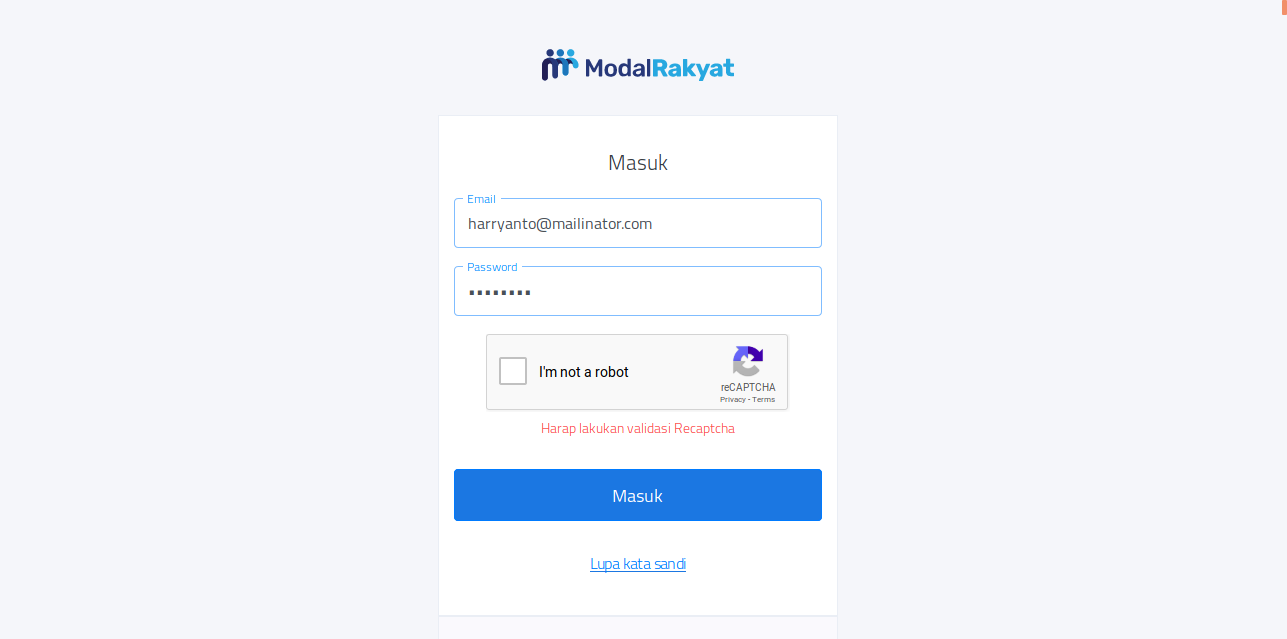 ModalRakyat
Masuk
Email
harryanto@mailinator.com
Password
I'm not a robot
reCAPTCHA
Privacy - Terms
Harap lakukan validasi Recaptcha
Masuk
Lupa kata sandi